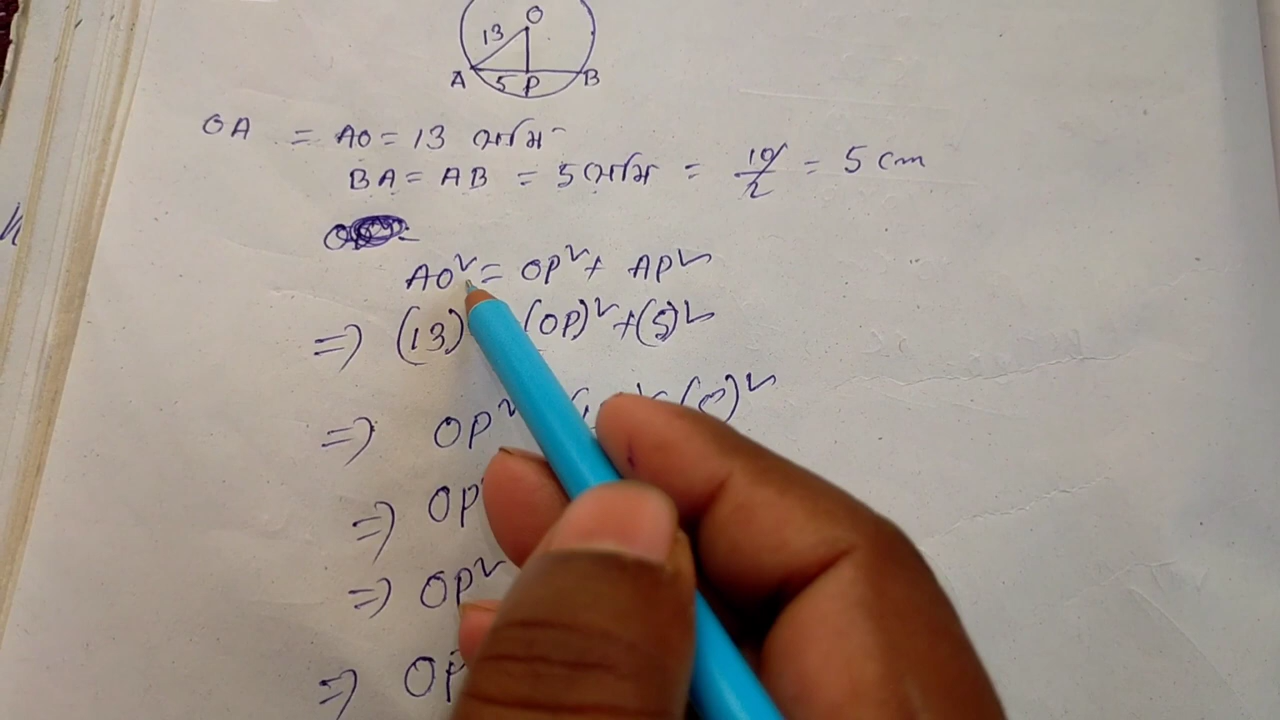 O
13
A 5 P B
OA = AO = 13 সেমি
BA = AB = 5 সেমি = 10/2 = 5 cm
AO² = OP² + AP²
⇒ (13) (OP)² + (5)²
⇒ OP²
⇒ OP
⇒ OP²
⇒ OP